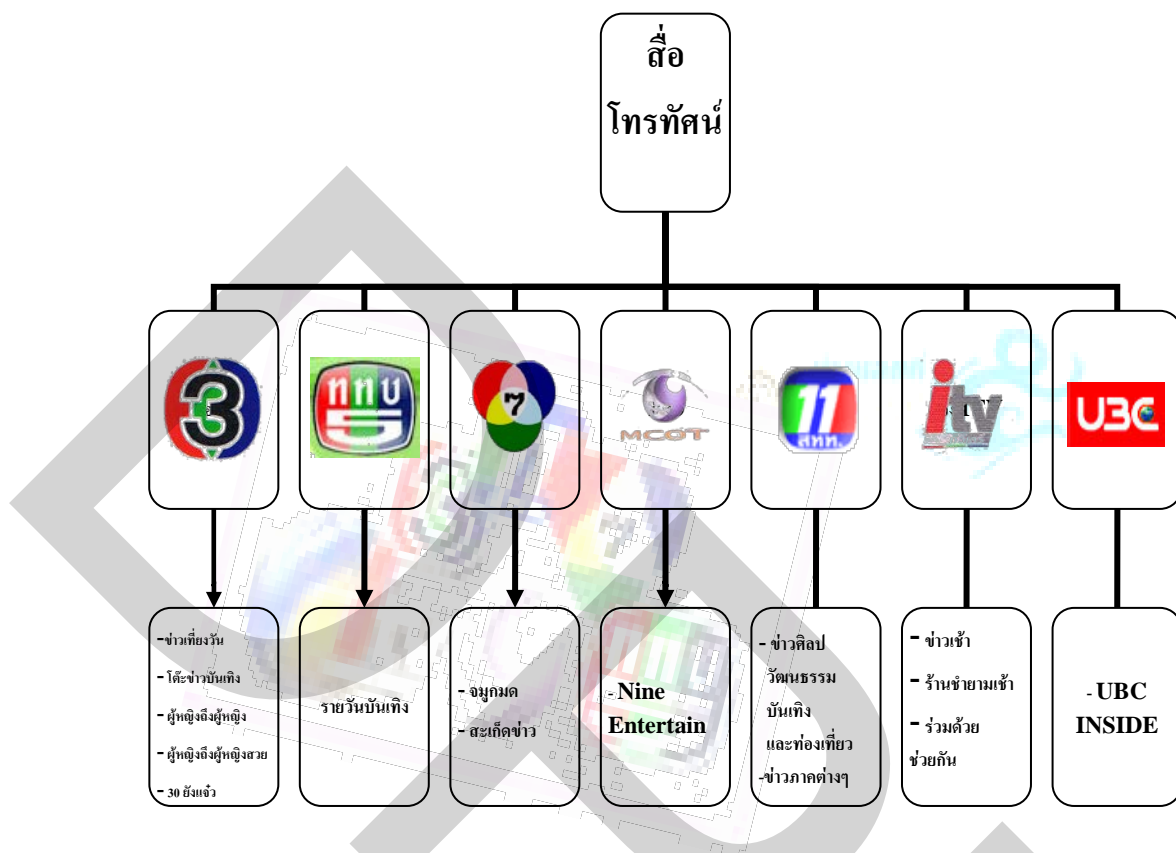 สื่อ
โทรทัศน์
3
ททบ
5
7
MCOT
11
สทท.
itv
UBC
-ข่าวเที่ยงวัน
- โต๊ะข่าวบันเทิง
- ผู้หญิงถึงผู้หญิง
- ผู้หญิงถึงผู้หญิงสวย
- 30 ยังแจ๋ว
รายวันบันเทิง
- จมูกมด
- สะเก็ดข่าว
- Nine
Entertain
- ข่าวศิลป
วัฒนธรรม
บันเทิง
และท่องเที่ยว
-ข่าวภาคต่างๆ
- ข่าวเช้า
- ร้านชำยามเช้า
- ร่วมด้วย
ช่วยกัน
- UBC
INSIDE